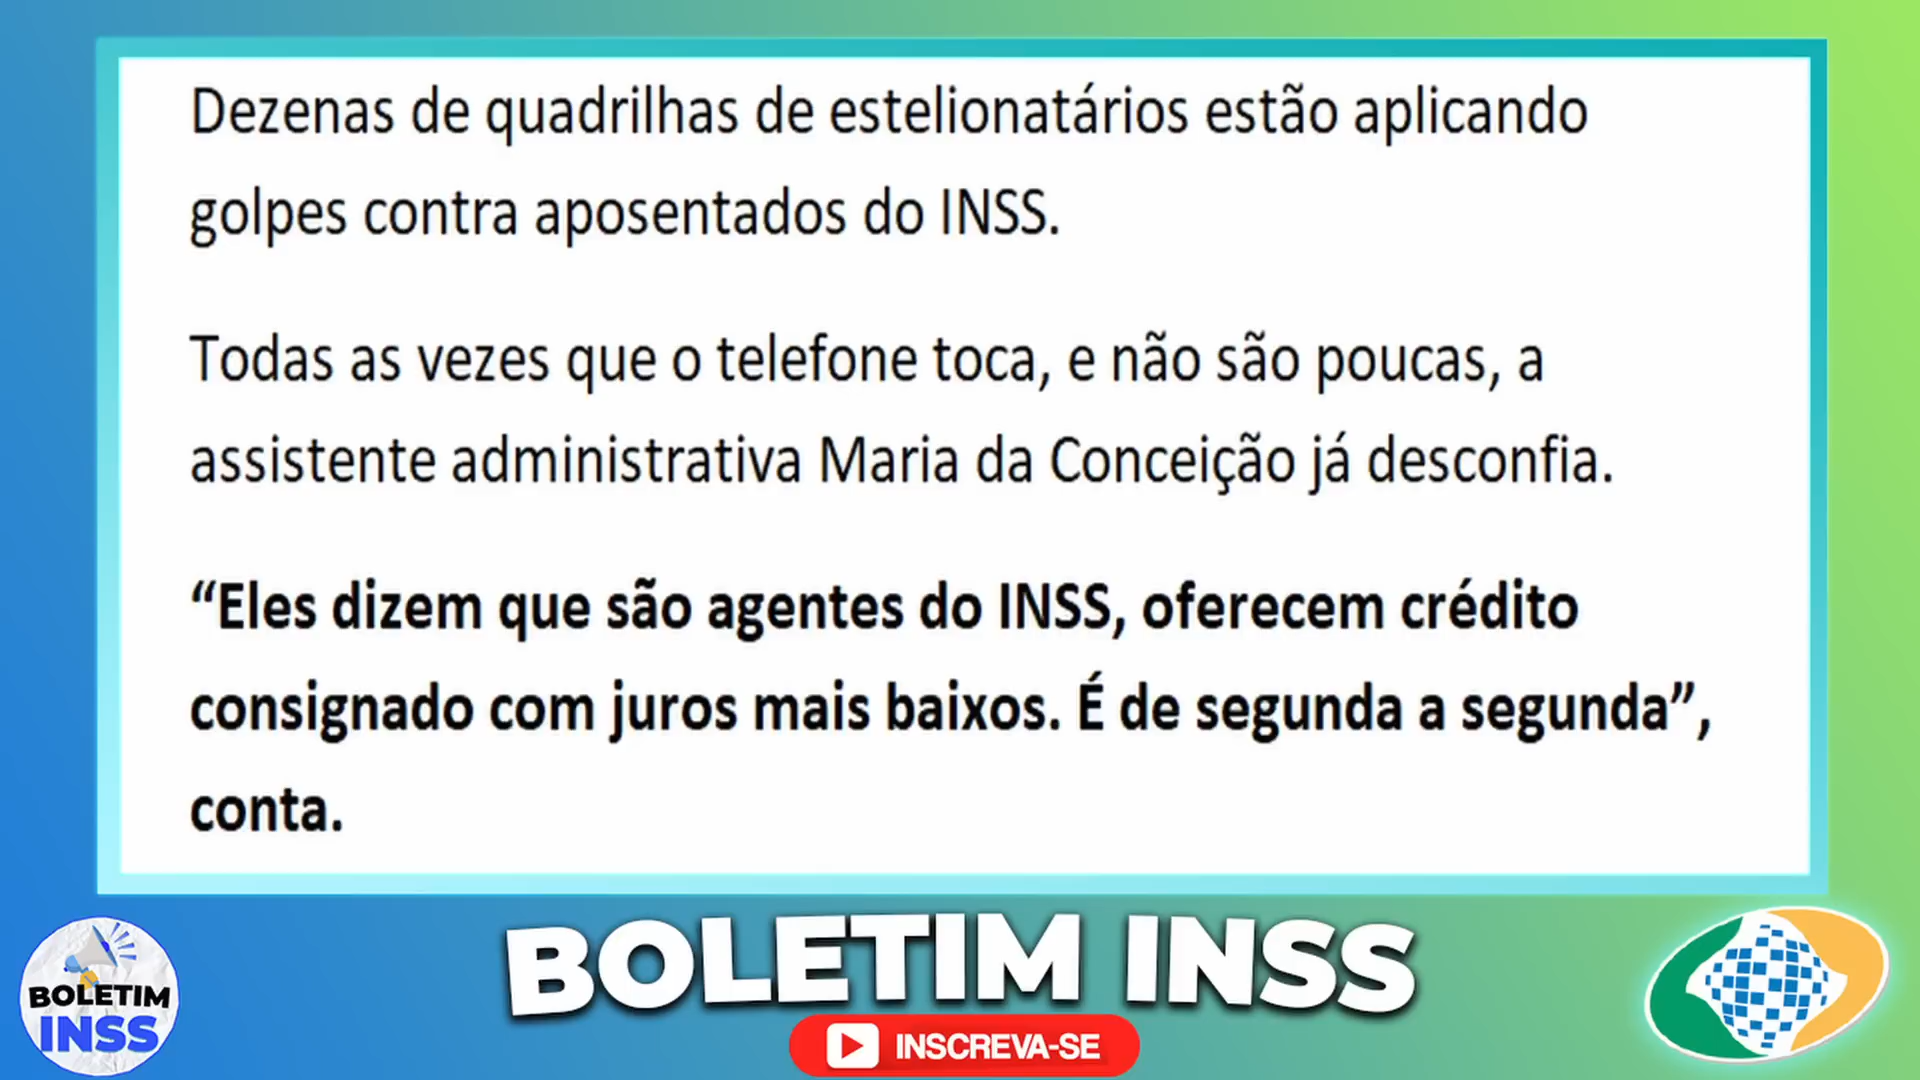 Dezenas de quadrilhas de estelionatários estão aplicando
golpes contra aposentados do INSS.
Todas as vezes que o telefone toca, e não são poucas, a
assistente administrativa Maria da Conceição já desconfia.
“Eles dizem que são agentes do INSS, oferecem crédito
consignado com juros mais baixos. É de segunda a segunda”,
conta.
BOLETIM INSS
BOLETIM
INSS
INSCREVA-SE